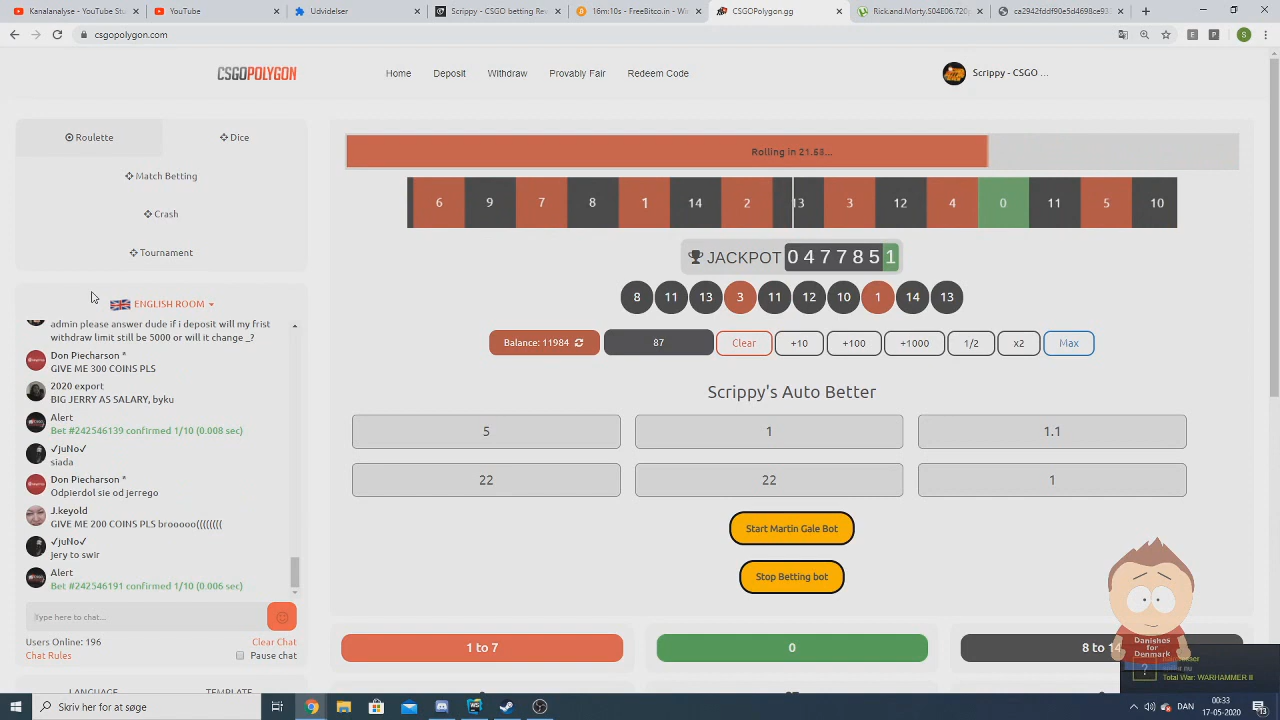 Kanalanalyse - YouTube Stu
YouTube
Udvidelser
Scrippy - CSGO betting Rev
16m:10s - FreeBitco.in - Win
CSGOPolygon.gg
Rick.and.Morty.S04E06.720p
ca2942fddf90e5d4698ce93
csgopolygon.com
CSGOPOLYGON
Home
Deposit
Withdraw
Provably Fair
Redeem Code
Scrippy - CSGO ...
Roulette
Dice
Match Betting
Crash
Tournament
ENGLISH ROOM
admin please answer dude if i deposit will my frist
withdraw limit still be 5000 or will it change _?
Don Piecharson *
GIVE ME 300 COINS PLS
2020 export
BIG JERRY AS SALARY, byku
Alert
Bet #242546139 confirmed 1/10 (0.008 sec)
✓juNo✓
siada
Don Piecharson *
Odpierdol sie od jerrego
J.keyold
GIVE ME 200 COINS PLS brooooo((((((((
✓juNo✓
jery to swir
Alert
Bet #242546191 confirmed 1/10 (0.006 sec)
Type here to chat...
Users Online: 196
Clear Chat
Chat Rules
Pause chat
LANGUAGE
TEMPLATE
Rolling in 21.63...
6 9 7 8 1 14 2 13 3 12 4 0 11 5 10
JACKPOT 0477851
8 11 13 3 11 12 10 1 14 13
Balance: 11984
87
Clear
+10
+100
+1000
1/2
x2
Max
Scrippy's Auto Better
5
1
1.1
22
22
1
Start Martin Gale Bot
Stop Betting bot
1 to 7
0
8 to 14
Danishes
for
Denmark
Total War: WARHAMMER II
Skriv her for at søge
DAN
00:33
17-05-2020